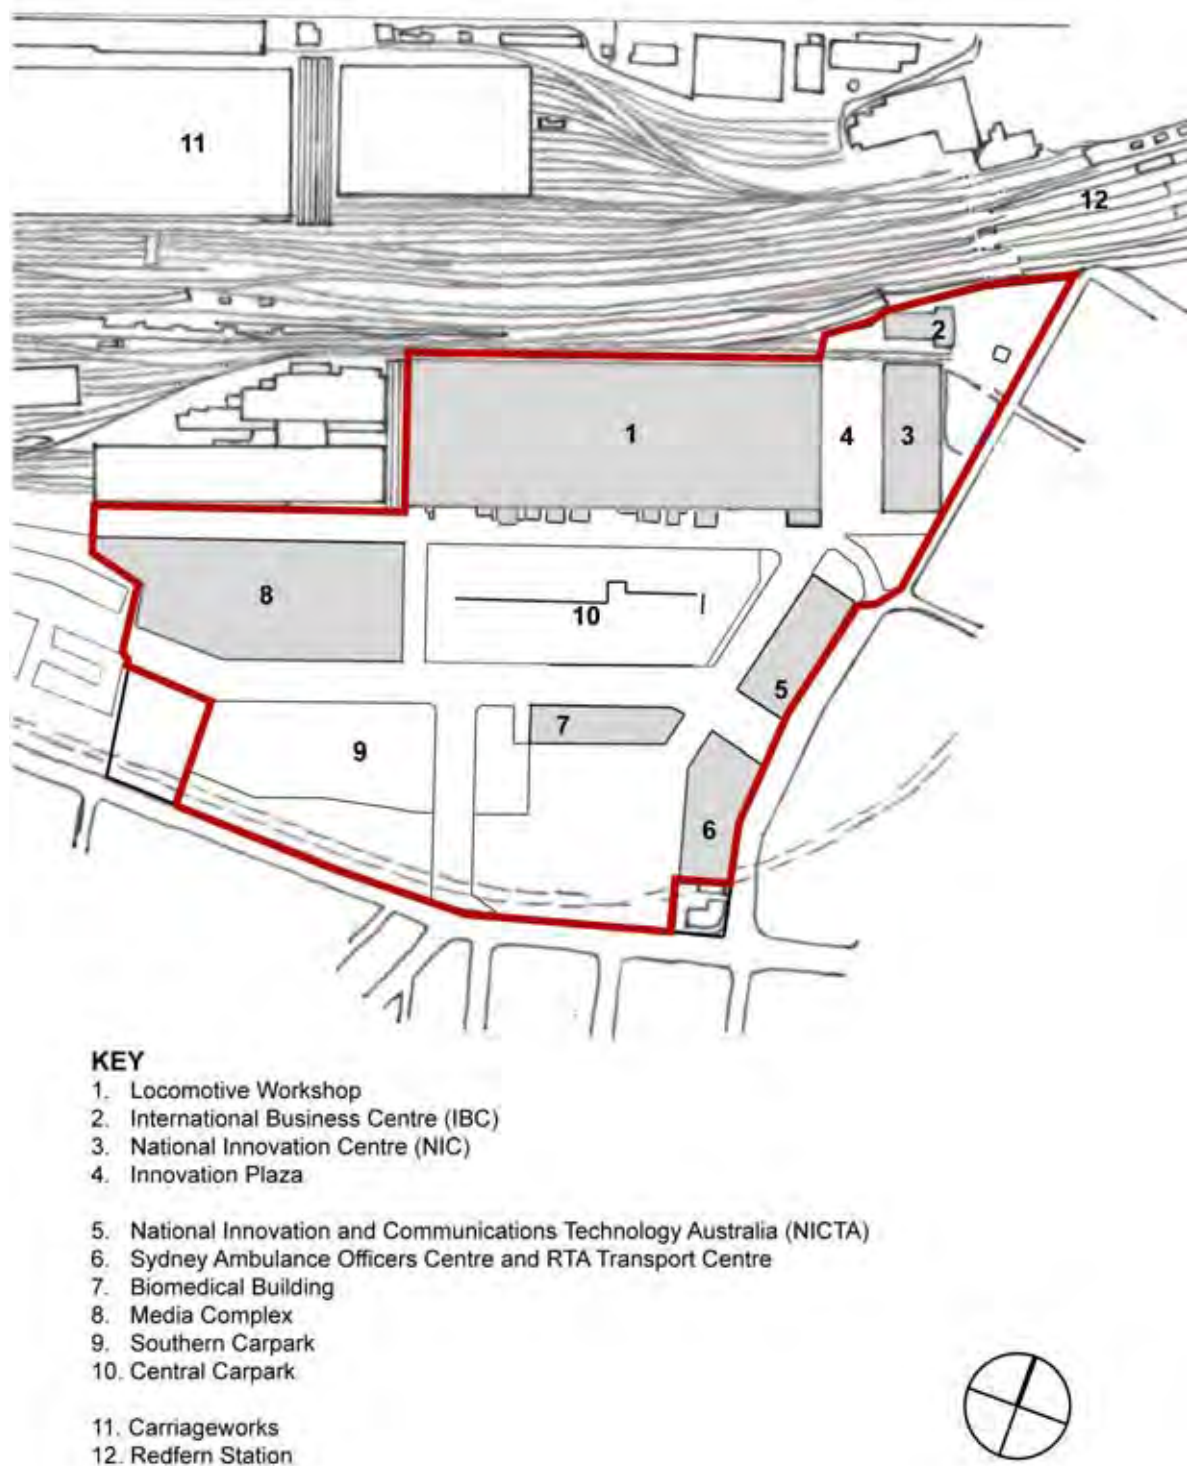 11
12
2
1
4
3
8
10
5
7
9
6
KEY
1. Locomotive Workshop
2. International Business Centre (IBC)
3. National Innovation Centre (NIC)
4. Innovation Plaza
5. National Innovation and Communications Technology Australia (NICTA)
6. Sydney Ambulance Officers Centre and RTA Transport Centre
7. Biomedical Building
8. Media Complex
9. Southern Carpark
10. Central Carpark
11. Carriageworks
12. Redfern Station